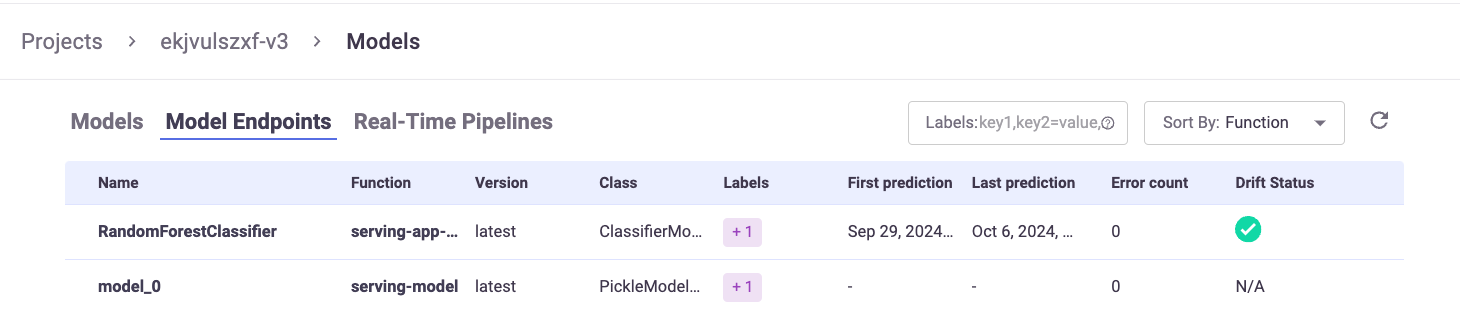 Projects > ekjvulszxf-v3 > Models
Models Model Endpoints Real-Time Pipelines Labels:key1,key2=value, Sort By: Function
Name Function Version Class Labels First prediction Last prediction Error count Drift Status
RandomForestClassifier serving-app-... latest ClassifierMo... + 1 Sep 29, 2024... Oct 6, 2024, ... 0
model_0 serving-model latest PickleModel... + 1 - - 0 N/A